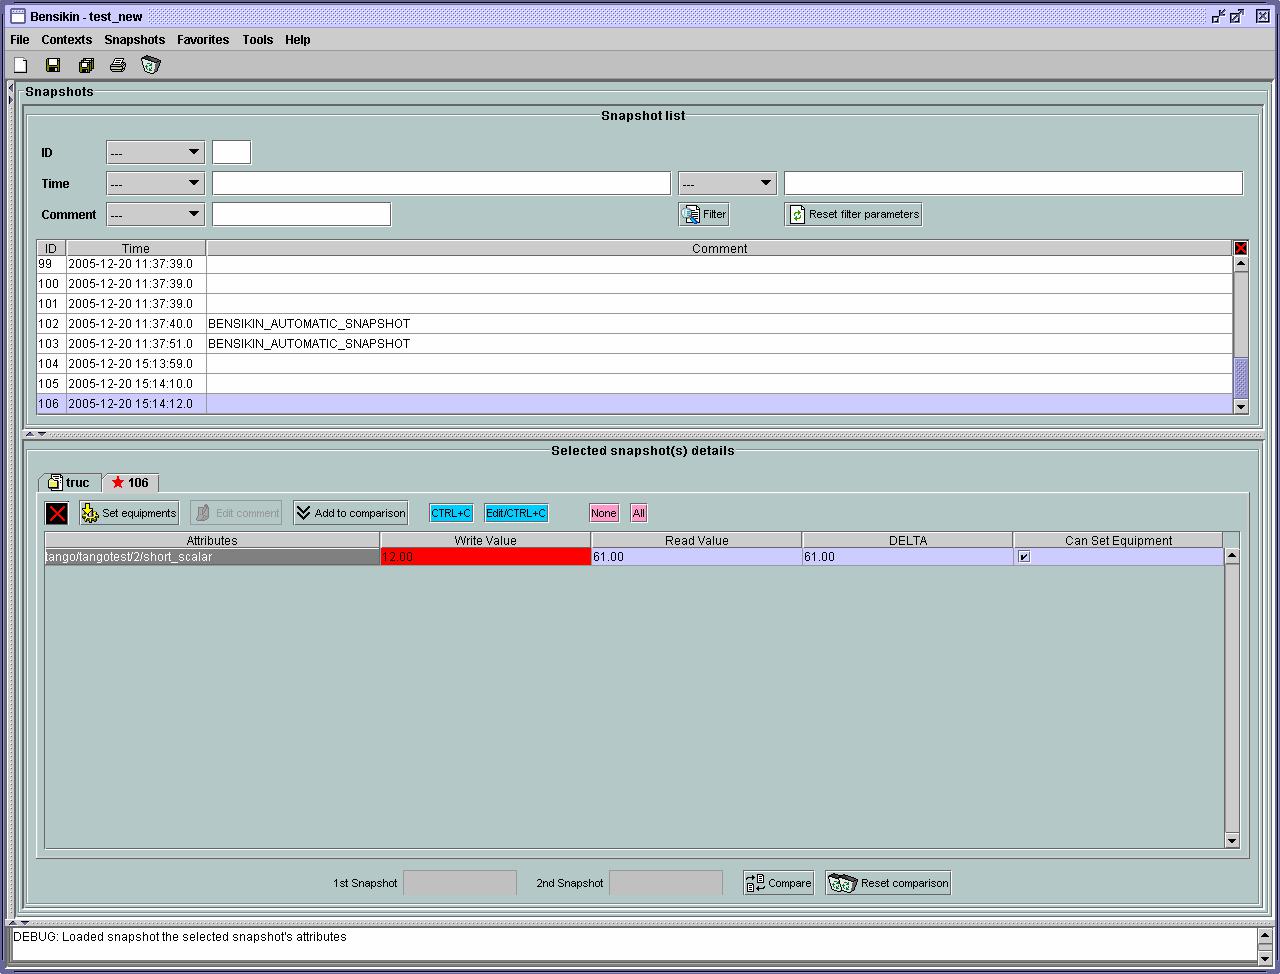 Bensikin - test_new
File Contexts Snapshots Favorites Tools Help
Snapshots
Snapshot list
ID ---
Time --- ---
Comment --- Filter Reset filter parameters
ID Time Comment
99 2005-12-20 11:37:39.0
100 2005-12-20 11:37:39.0
101 2005-12-20 11:37:39.0
102 2005-12-20 11:37:40.0 BENSIKIN_AUTOMATIC_SNAPSHOT
103 2005-12-20 11:37:51.0 BENSIKIN_AUTOMATIC_SNAPSHOT
104 2005-12-20 15:13:59.0
105 2005-12-20 15:14:10.0
106 2005-12-20 15:14:12.0
Selected snapshot(s) details
truc 106
Set equipments Edit comment Add to comparison CTRL+C Edit/CTRL+C None All
Attributes Write Value Read Value DELTA Can Set Equipment
tango/tangotest/2/short_scalar 12.00 61.00 61.00
1st Snapshot 2nd Snapshot Compare Reset comparison
DEBUG: Loaded snapshot the selected snapshot's attributes